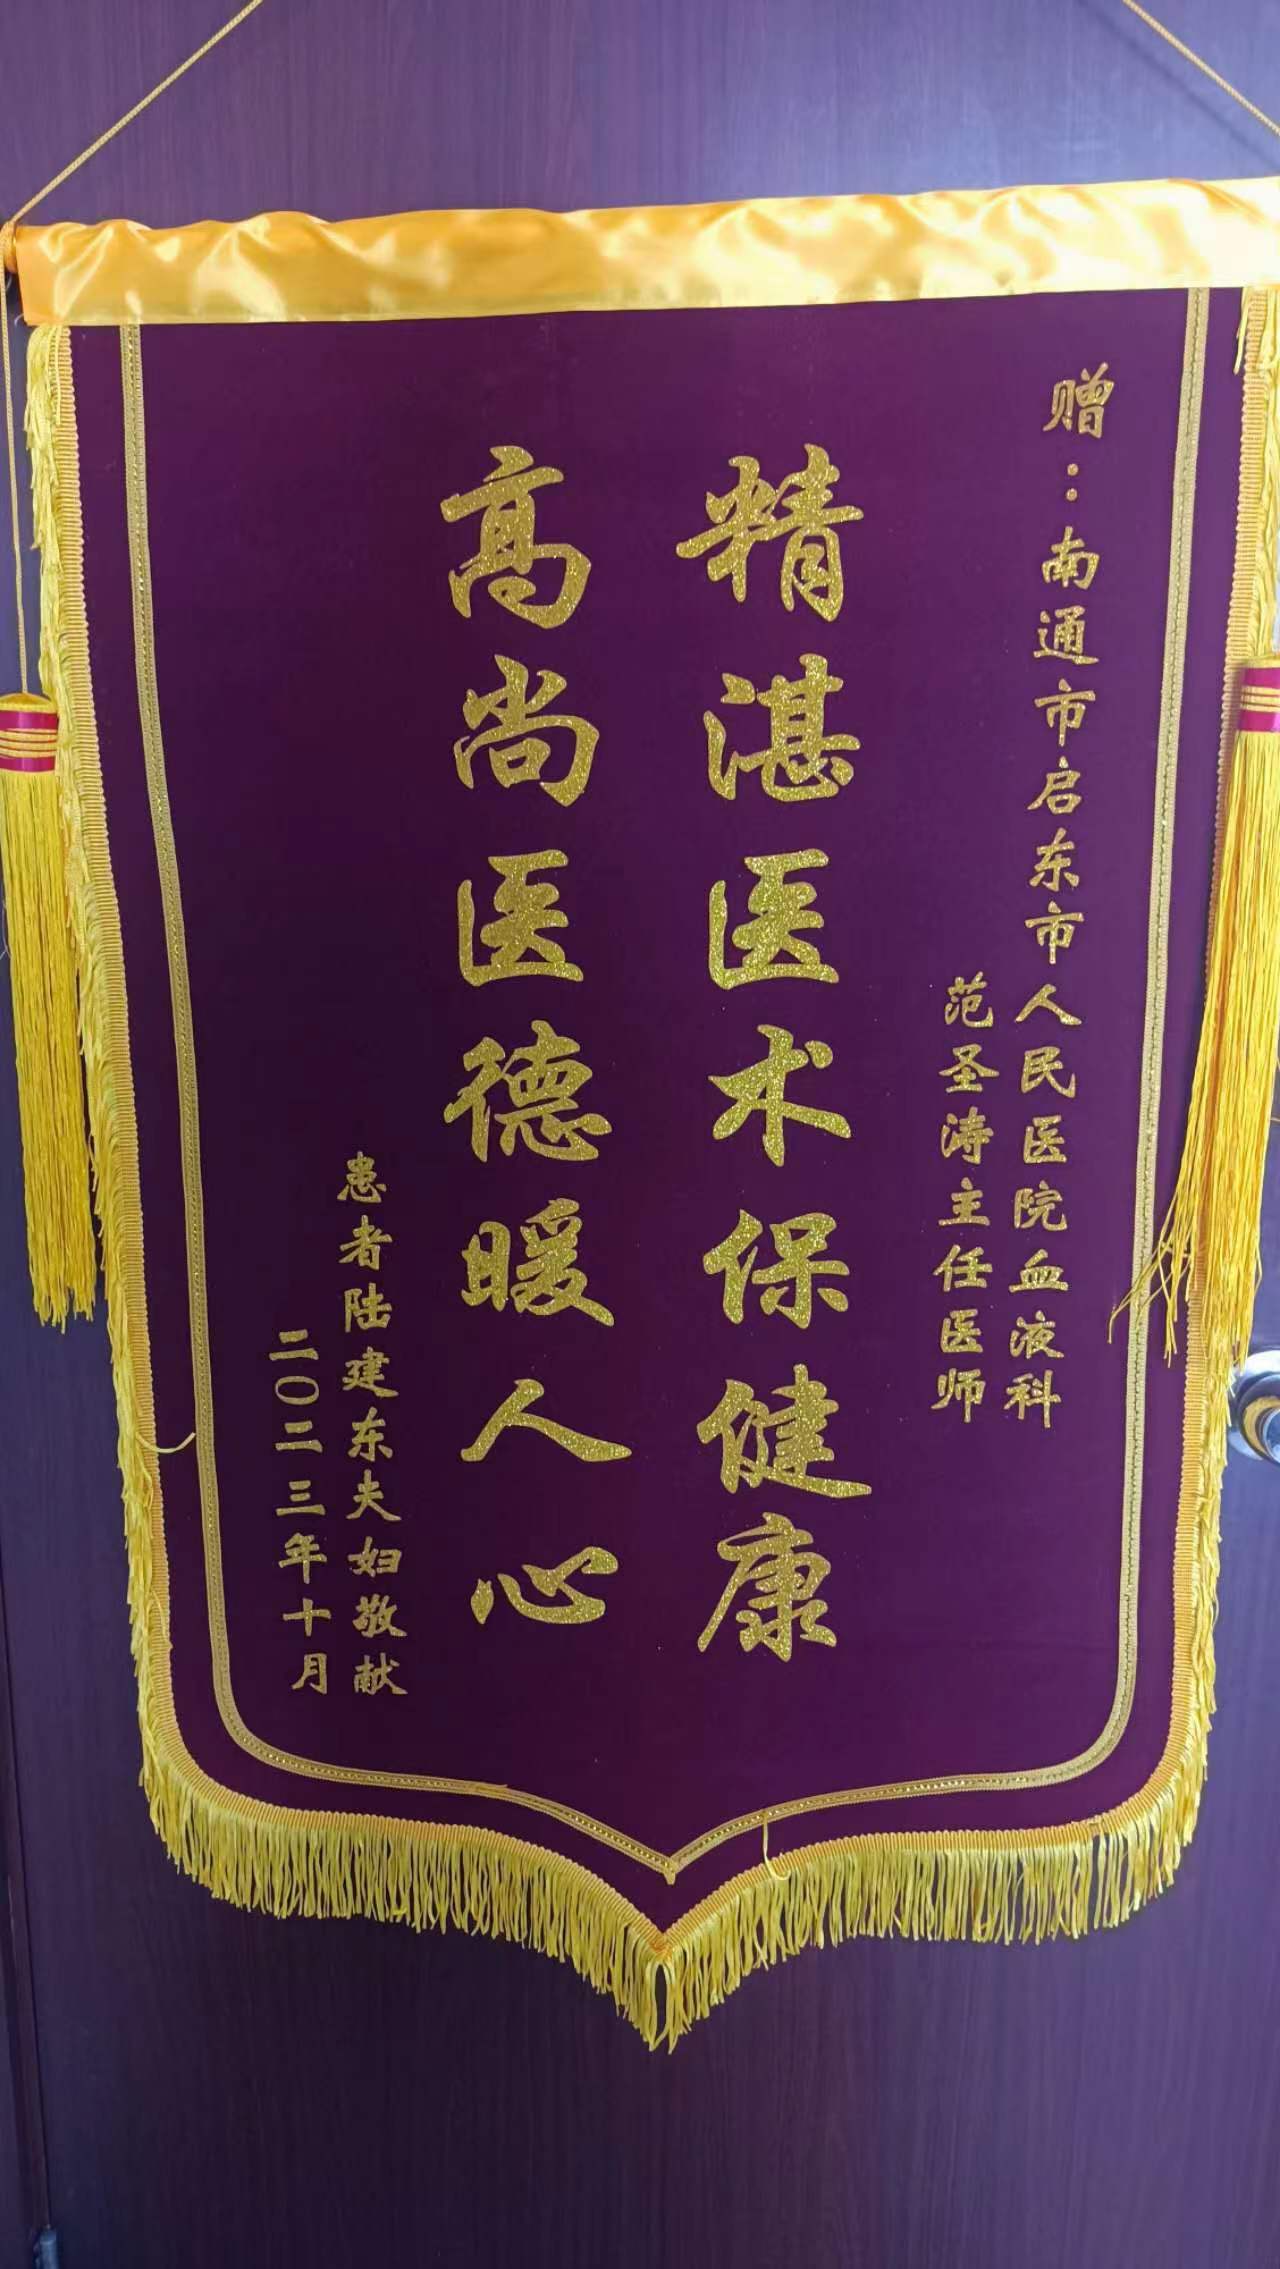 赠：南通市启东市人民医院血液科
范圣涛主任医师
精湛医术保健康
高尚医德暖人心
患者陆建东夫妇敬献
二〇二三年十月